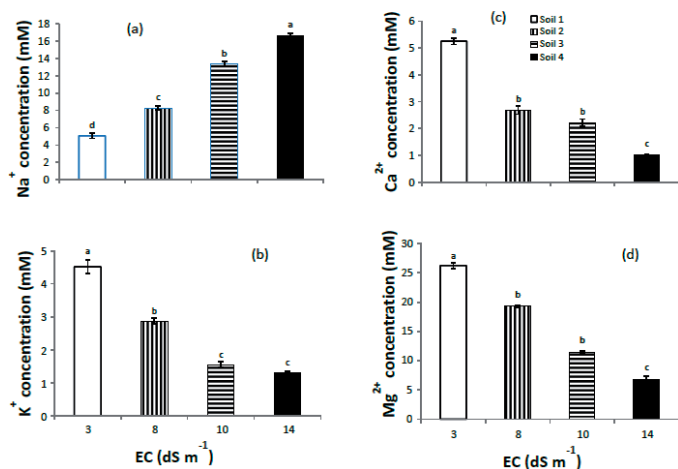 (a)
Na+ concentration (mM)
18
16
14
12
10
8
6
4
2
0
d
c
b
a
(c)
Ca2+ concentration (mM)
6
5
4
3
2
1
0
a
b
b
c
Soil 1
Soil 2
Soil 3
Soil 4
(b)
K+ concentration (mM)
5
4
3
2
1
0
a
b
c
c
3
8
10
14
EC (dS m-1)
(d)
Mg2+ concentration (mM)
30
25
20
15
10
5
0
a
b
b
c
3
8
10
14
EC (dS m-1)